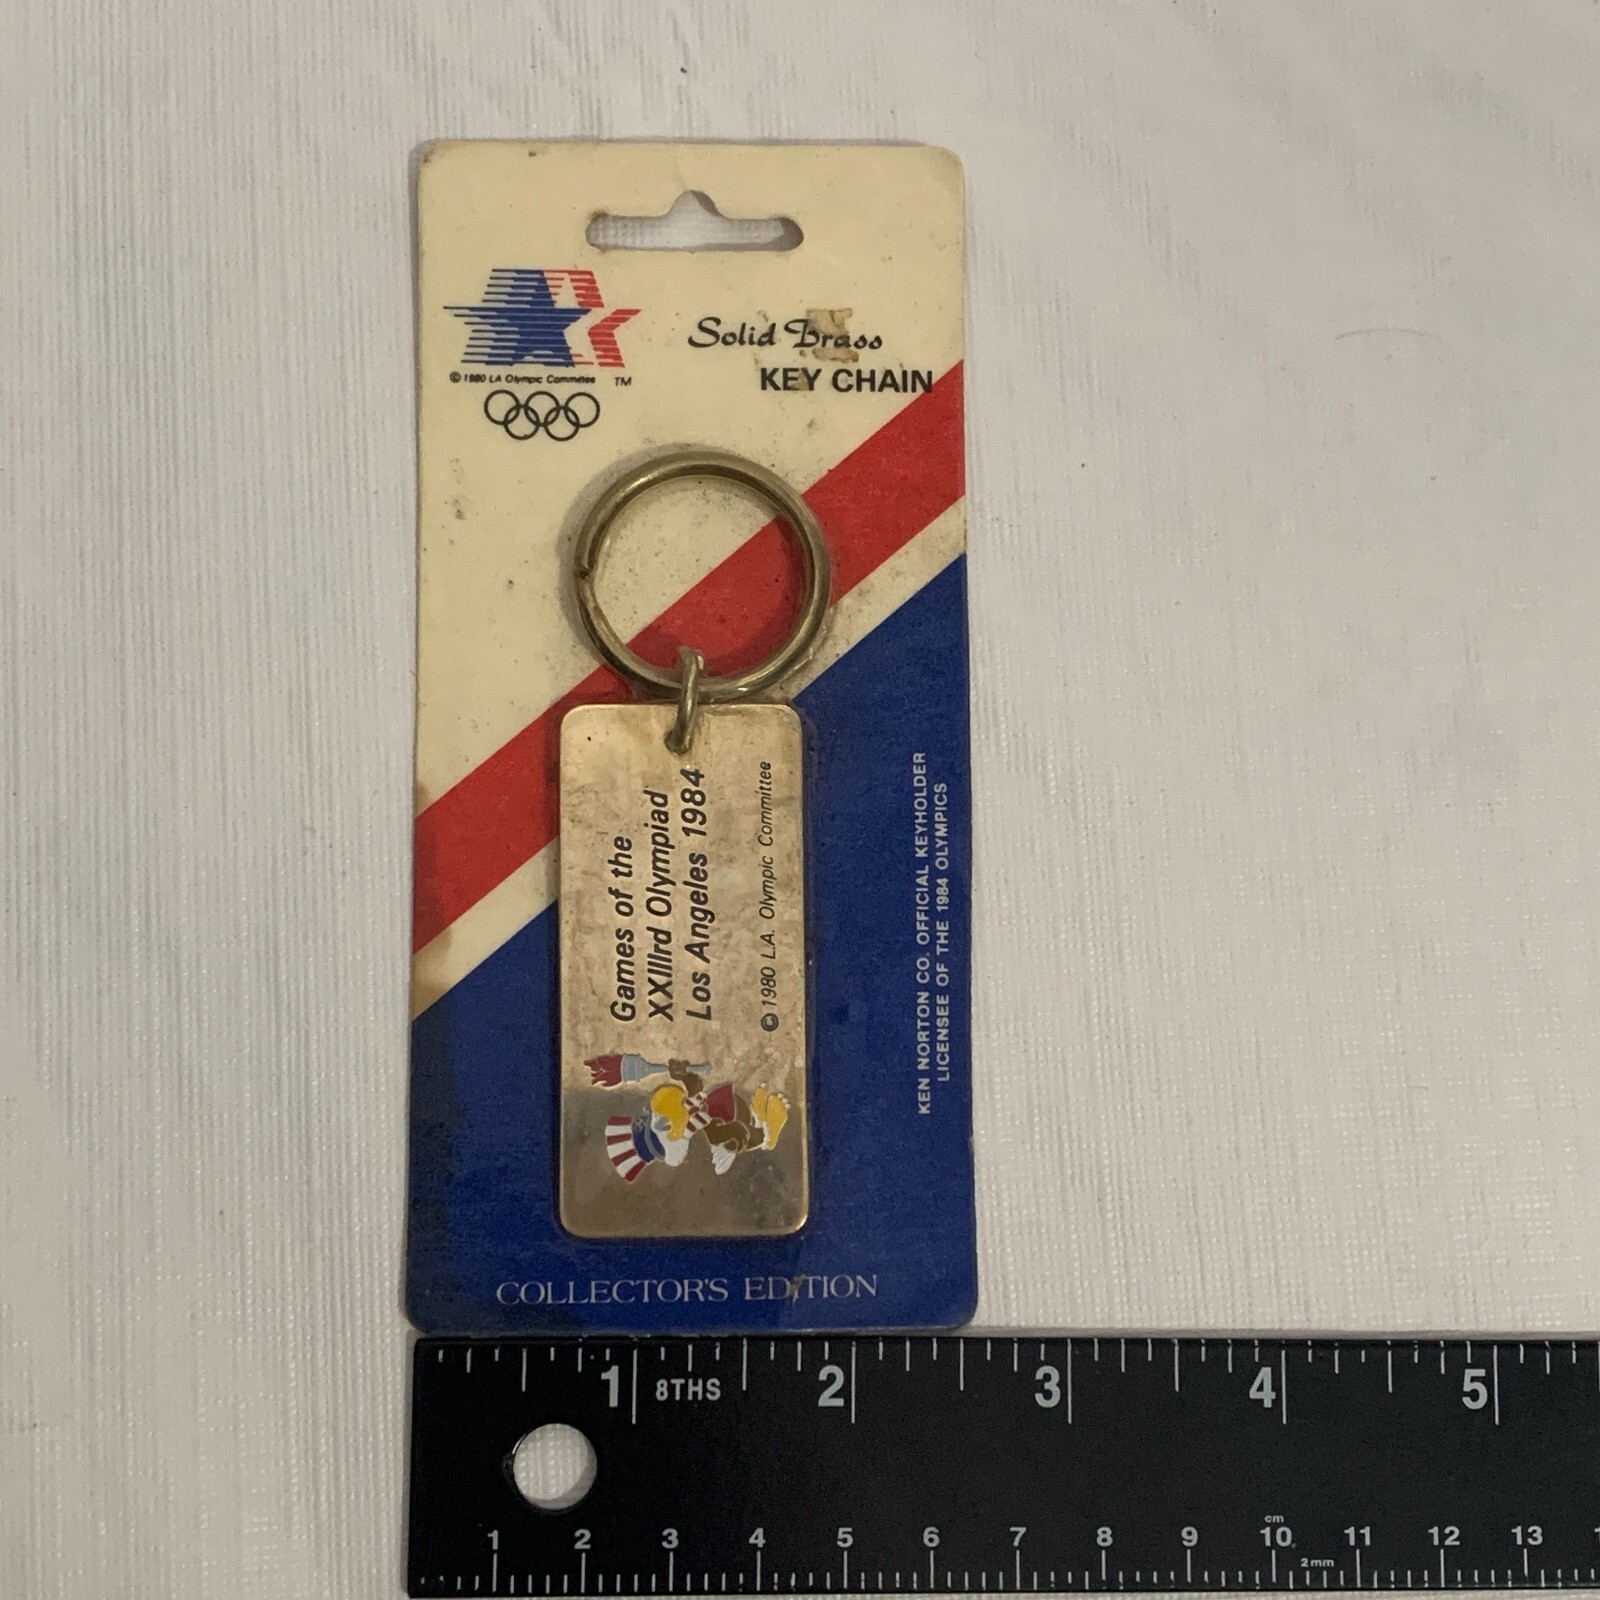 Solid Brass
KEY CHAIN
© 1980 LA Olympic Committee TM
Games of the
XXIIIrd Olympiad
Los Angeles 1984
© 1980 L.A. Olympic Committee
KEN NORTON CO. OFFICIAL KEYHOLDER
LICENSEE OF THE 1984 OLYMPICS
COLLECTOR'S EDITION
1 8THS 2 3 4 5
cm
1 2 3 4 5 6 7 8 9 10 11 12 13
2mm